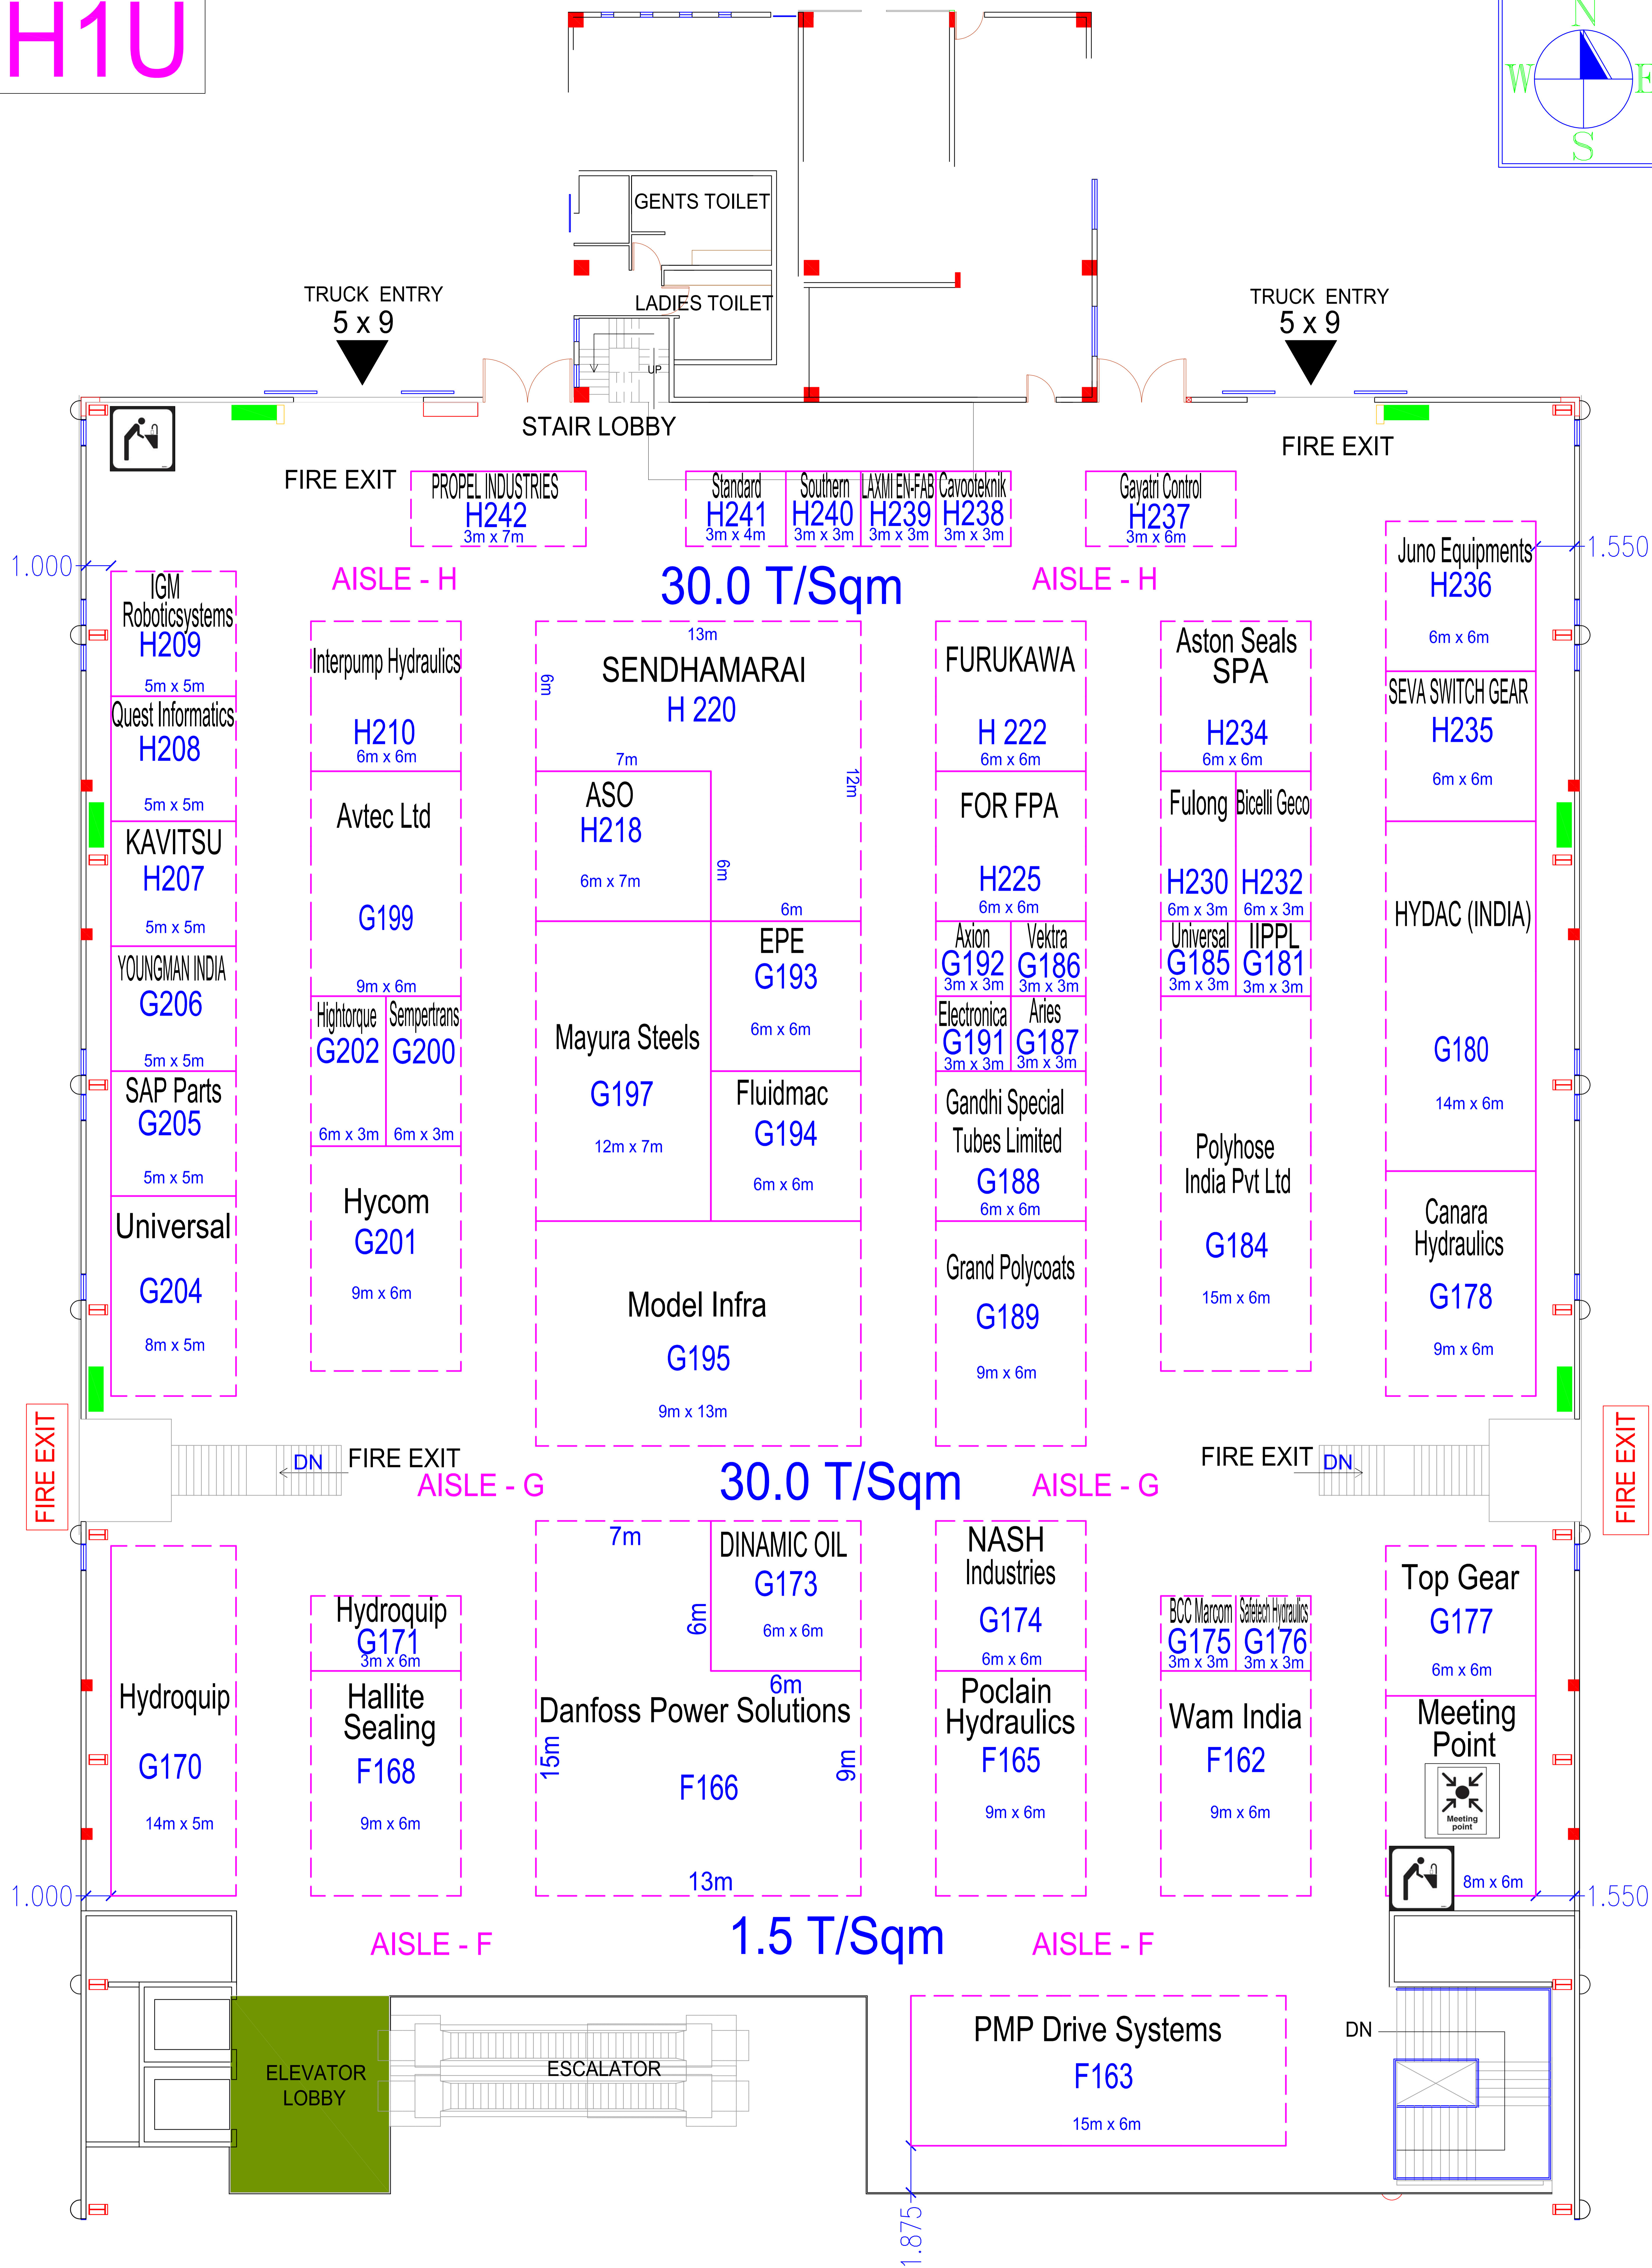 H1U
N
W E
S
GENTS TOILET
LADIES TOILET
UP
STAIR LOBBY
TRUCK ENTRY
5 x 9
TRUCK ENTRY
5 x 9
FIRE EXIT
FIRE EXIT
PROPEL INDUSTRIES
H242
3m x 7m
Standard
H241
3m x 4m
Southern
H240
3m x 3m
LAXMI EN-FAB
H239
3m x 3m
Cavooteknik
H238
3m x 3m
Gayatri Control
H237
3m x 6m
1.000
1.550
AISLE - H
30.0 T/Sqm
AISLE - H
IGM
Roboticsystems
H209
5m x 5m
Quest Informatics
H208
5m x 5m
KAVITSU
H207
5m x 5m
YOUNGMAN INDIA
G206
5m x 5m
SAP Parts
G205
5m x 5m
Universal
G204
8m x 5m
Interpump Hydraulics
H210
6m x 6m
Avtec Ltd
G199
9m x 6m
Hightorque
G202
6m x 3m
Sempertrans
G200
6m x 3m
Hycom
G201
9m x 6m
13m
6m
SENDHAMARAI
H 220
7m
12m
6m
6m
ASO
H218
6m x 7m
Mayura Steels
G197
12m x 7m
EPE
G193
6m x 6m
Fluidmac
G194
6m x 6m
Model Infra
G195
9m x 13m
FURUKAWA
H 222
6m x 6m
FOR FPA
H225
6m x 6m
Axion
G192
3m x 3m
Vektra
G186
3m x 3m
Electronica
G191
3m x 3m
Aries
G187
3m x 3m
Gandhi Special
Tubes Limited
G188
6m x 6m
Grand Polycoats
G189
9m x 6m
Aston Seals
SPA
H234
6m x 6m
Fulong
H230
6m x 3m
Bicelli Geco
H232
6m x 3m
Universal
G185
3m x 3m
IIPPL
G181
3m x 3m
Polyhose
India Pvt Ltd
G184
15m x 6m
Juno Equipments
H236
6m x 6m
SEVA SWITCH GEAR
H235
6m x 6m
HYDAC (INDIA)
G180
14m x 6m
Canara
Hydraulics
G178
9m x 6m
FIRE EXIT
DN
FIRE EXIT
AISLE - G
30.0 T/Sqm
AISLE - G
FIRE EXIT
DN
FIRE EXIT
Hydroquip
G170
14m x 5m
Hydroquip
G171
3m x 6m
Hallite
Sealing
F168
9m x 6m
7m
6m
6m
DINAMIC OIL
G173
6m x 6m
Danfoss Power Solutions
15m
9m
F166
13m
NASH
Industries
G174
6m x 6m
Poclain
Hydraulics
F165
9m x 6m
BCC Marcom
G175
3m x 3m
Safetech Hydraulics
G176
3m x 3m
Wam India
F162
9m x 6m
Top Gear
G177
6m x 6m
Meeting
Point
Meeting
point
8m x 6m
1.000
1.550
AISLE - F
1.5 T/Sqm
AISLE - F
ELEVATOR
LOBBY
ESCALATOR
PMP Drive Systems
F163
15m x 6m
DN
1.875